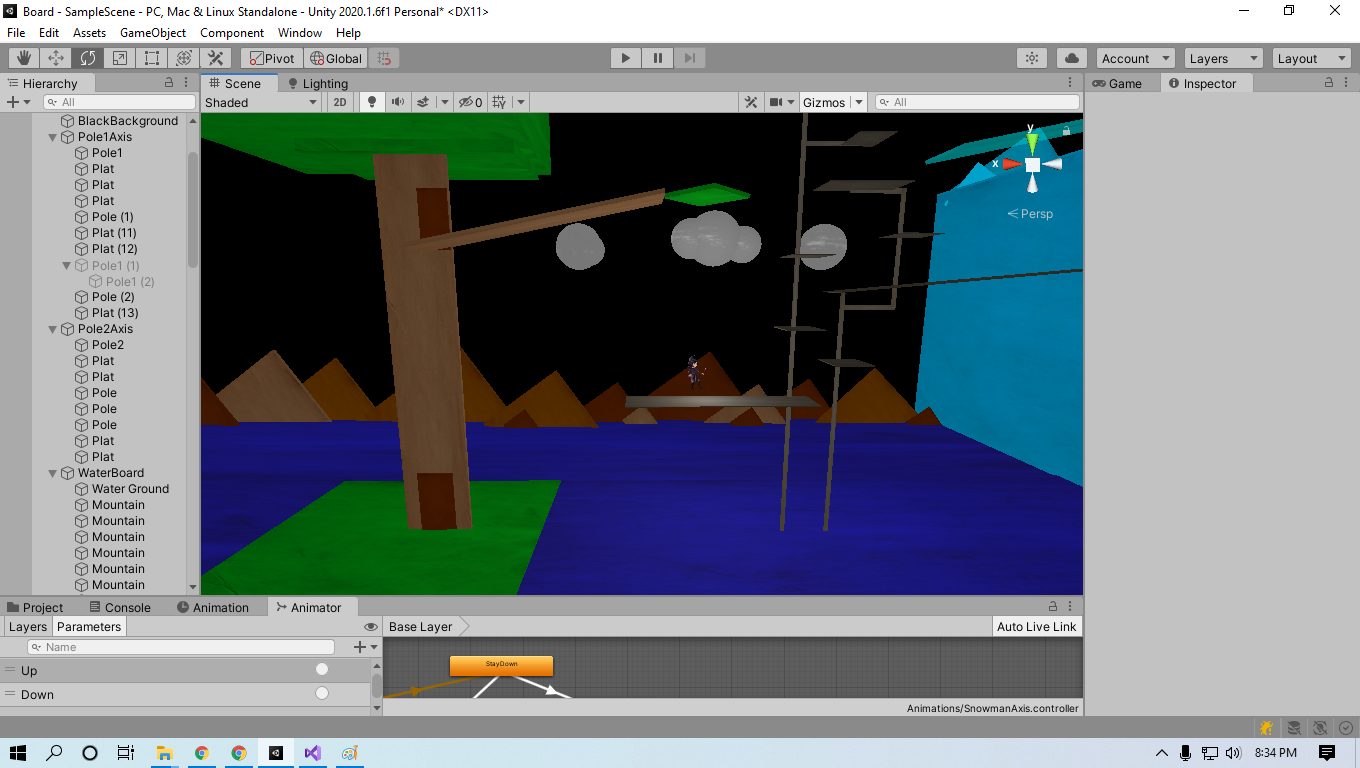 Board - SampleScene - PC, Mac & Linux Standalone - Unity 2020.1.6f1 Personal* <DX11>
File Edit Assets GameObject Component Window Help
Pivot Global Account Layers Layout
Hierarchy Scene Lighting Game Inspector
All Shaded 2D 0 Gizmos All
BlackBackground
Pole1Axis
Pole1
Plat
Plat
Plat
Pole (1)
Plat (11)
Plat (12)
Pole1 (1)
Pole1 (2)
Pole (2)
Plat (13)
Pole2Axis
Pole2
Plat
Plat
Pole
Pole
Pole
Plat
Plat
WaterBoard
Water Ground
Mountain
Mountain
Mountain
Mountain
Mountain
Mountain
y
x
Persp
Project Console Animation Animator
Layers Parameters Base Layer Auto Live Link
Name
Up
Down
StayDown
Animations/SnowmanAxis.controller
8:34 PM